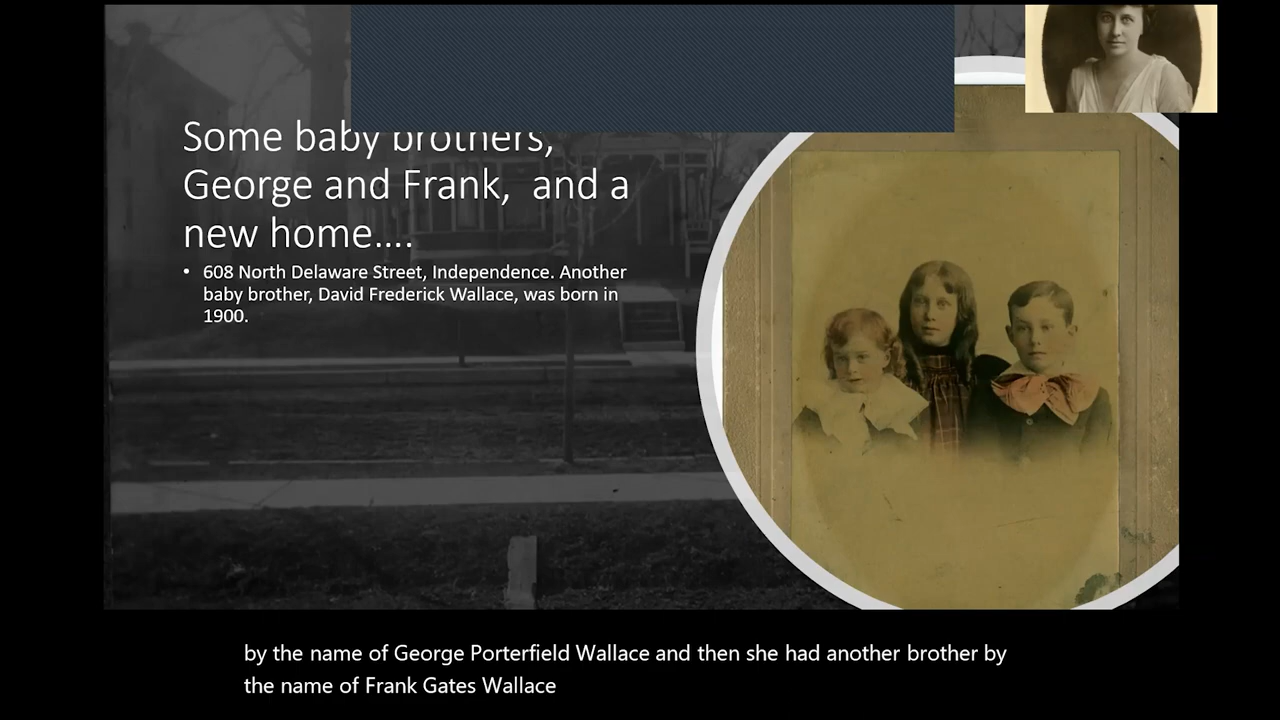 Some baby brothers,
George and Frank,  and a
new home....
• 608 North Delaware Street, Independence. Another
baby brother, David Frederick Wallace, was born in
1900.
by the name of George Porterfield Wallace and then she had another brother by
the name of Frank Gates Wallace